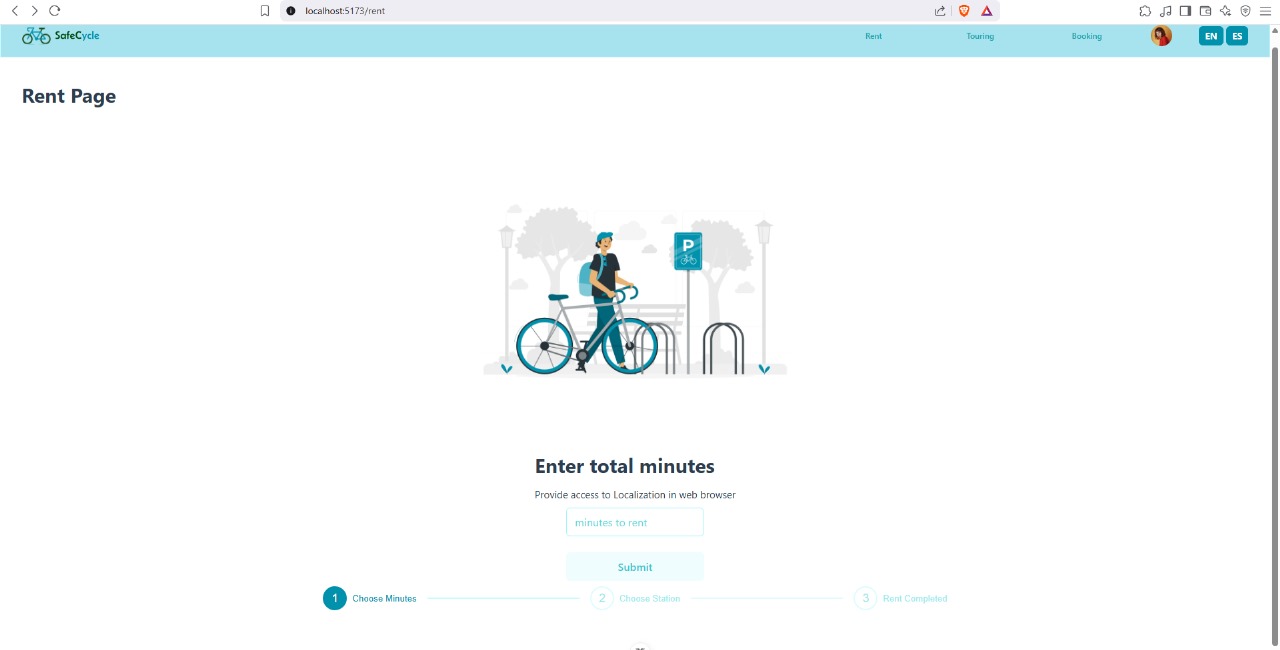 localhost:5173/rent
SafeCycle
Rent
Touring
Booking
EN
ES
Rent Page
P
Enter total minutes
Provide access to Localization in web browser
minutes to rent
Submit
1 Choose Minutes
2 Choose Station
3 Rent Completed